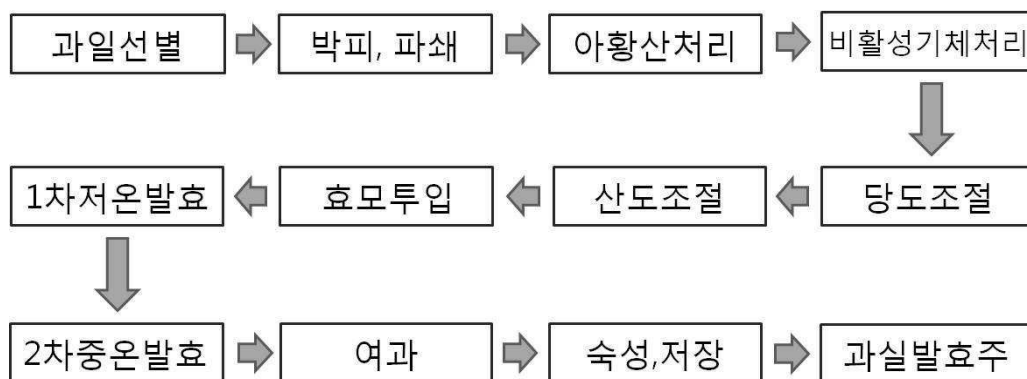 과일선별
박피, 파쇄
아황산처리
비활성기체처리
당도조절
산도조절
효모투입
1차저온발효
2차중온발효
여과
숙성,저장
과실발효주